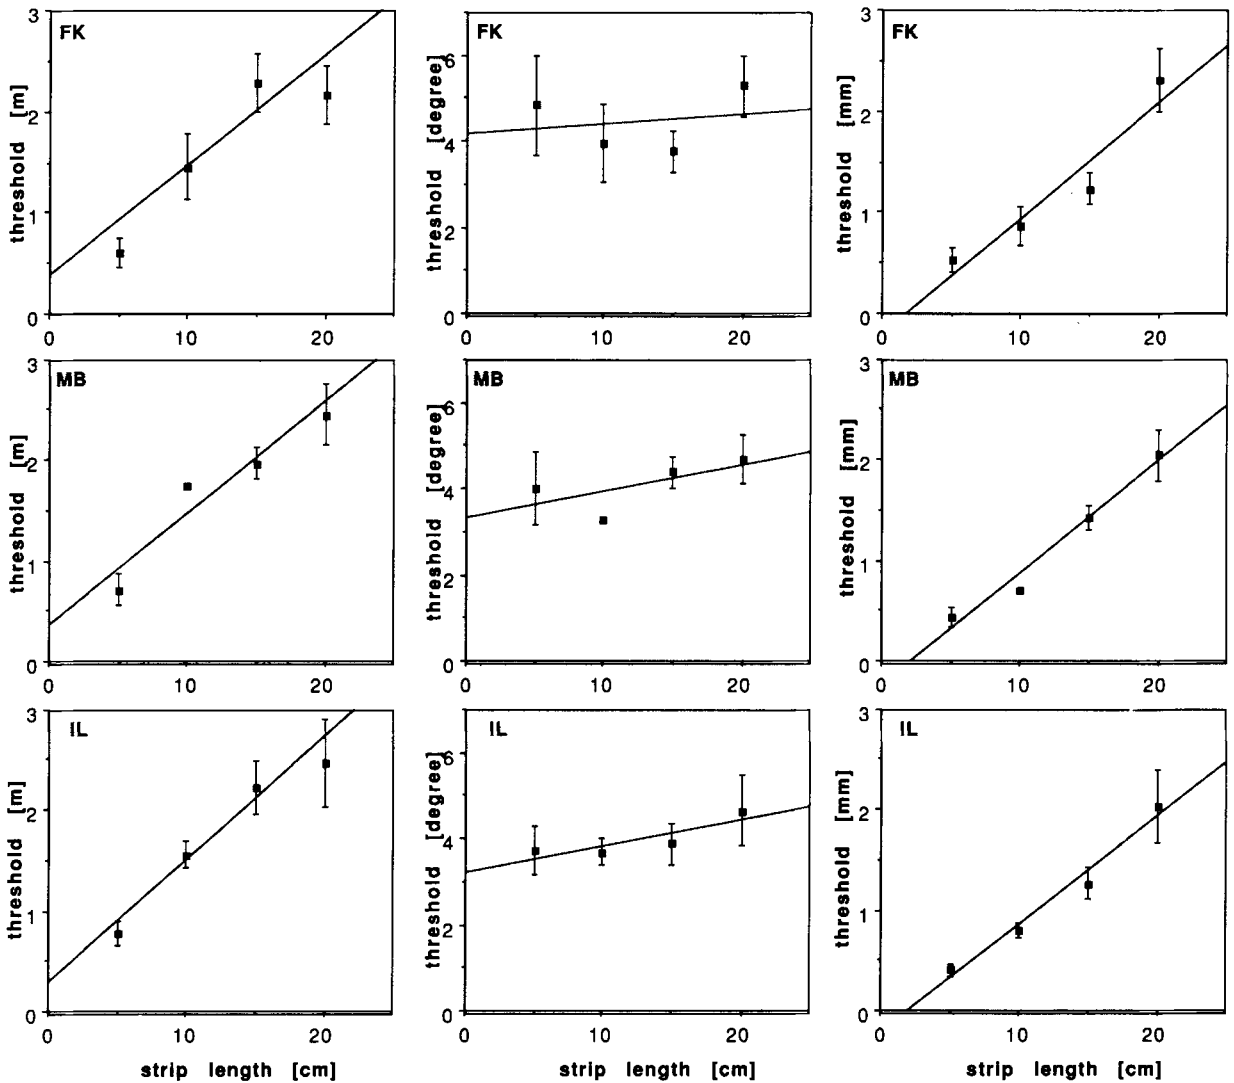 3 FK
2
1
0
threshold [m]
0 10 20
FK
6
4
2
0
threshold [degree]
0 10 20
3 FK
2
1
0
threshold [mm]
0 10 20
3 MB
2
1
0
threshold [m]
0 10 20
MB
6
4
2
0
threshold [degree]
0 10 20
3 MB
2
1
0
threshold [mm]
0 10 20
3 IL
2
1
0
threshold [m]
0 10 20
strip length [cm]
IL
6
4
2
0
threshold [degree]
0 10 20
strip length [cm]
3 IL
2
1
0
threshold [mm]
0 10 20
strip length [cm]